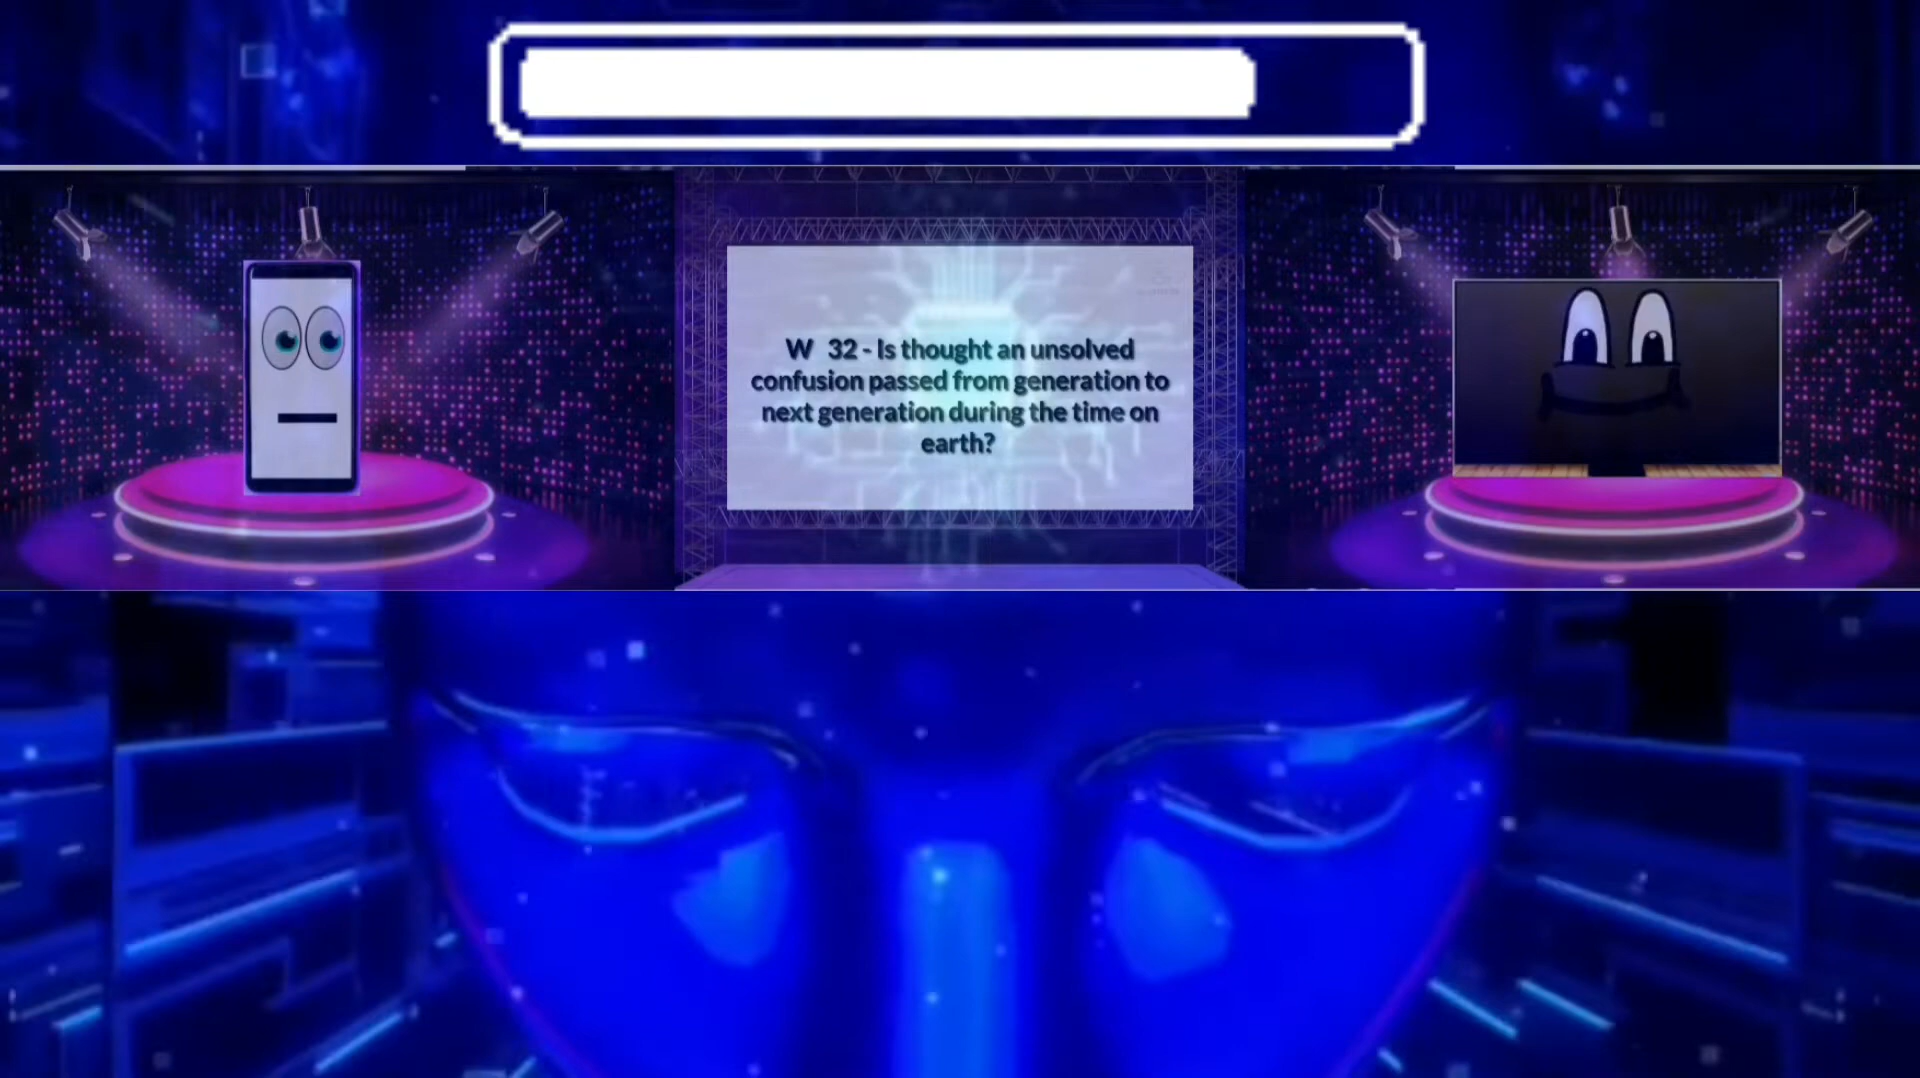 W 32 - Is thought an unsolved
confusion passed from generation to
next generation during the time on
earth?